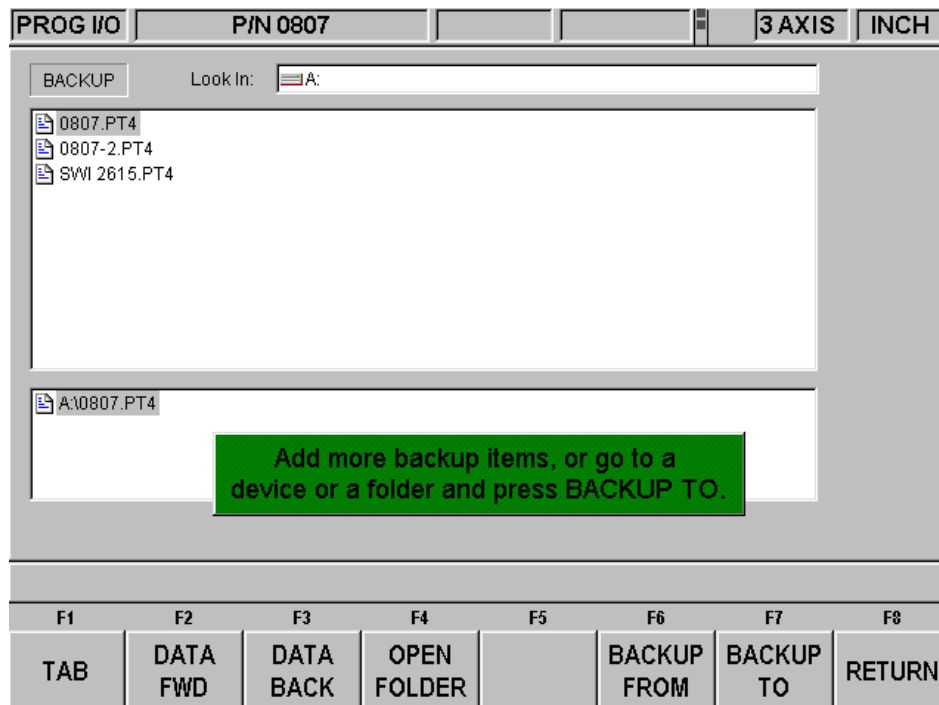 PROG I/O P/N 0807 3 AXIS INCH
BACKUP Look In: A:
0807.PT4
0807-2.PT4
SWI 2615.PT4
A:\0807.PT4
Add more backup items, or go to a
device or a folder and press BACKUP TO.
F1 F2 F3 F4 F5 F6 F7 F8
TAB DATA FWD DATA BACK OPEN FOLDER BACKUP FROM BACKUP TO RETURN